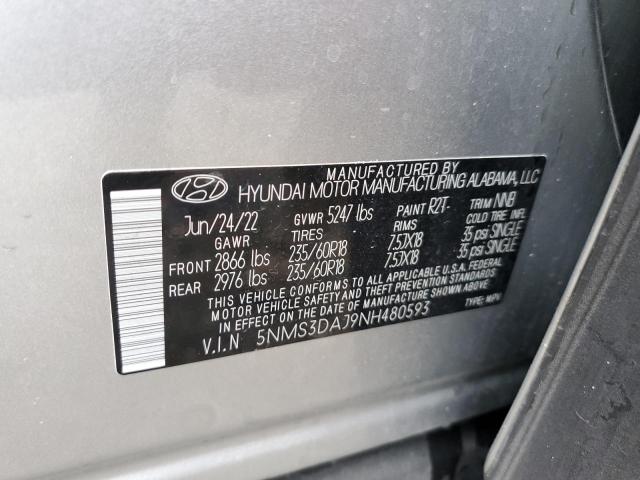 MANUFACTURED BY
HYUNDAI MOTOR MANUFACTURING ALABAMA, LLC
Jun/24/22 GVWR 5247 lbs PAINT R2T- TRIM NNB
GAWR TIRES RIMS COLD TIRE INFL.
FRONT 2866 lbs 235/60R18 7.5JX18 35 psi SINGLE
REAR 2976 lbs 235/60R18 7.5JX18 35 psi SINGLE
THIS VEHICLE CONFORMS TO ALL APPLICABLE U.S.A. FEDERAL
MOTOR VEHICLE SAFETY AND THEFT PREVENTION STANDARDS
IN EFFECT ON THE DATE OF MANUFACTURE SHOWN ABOVE.
V.I.N 5NMS3DAJ9NH480593 TYPE: MPV